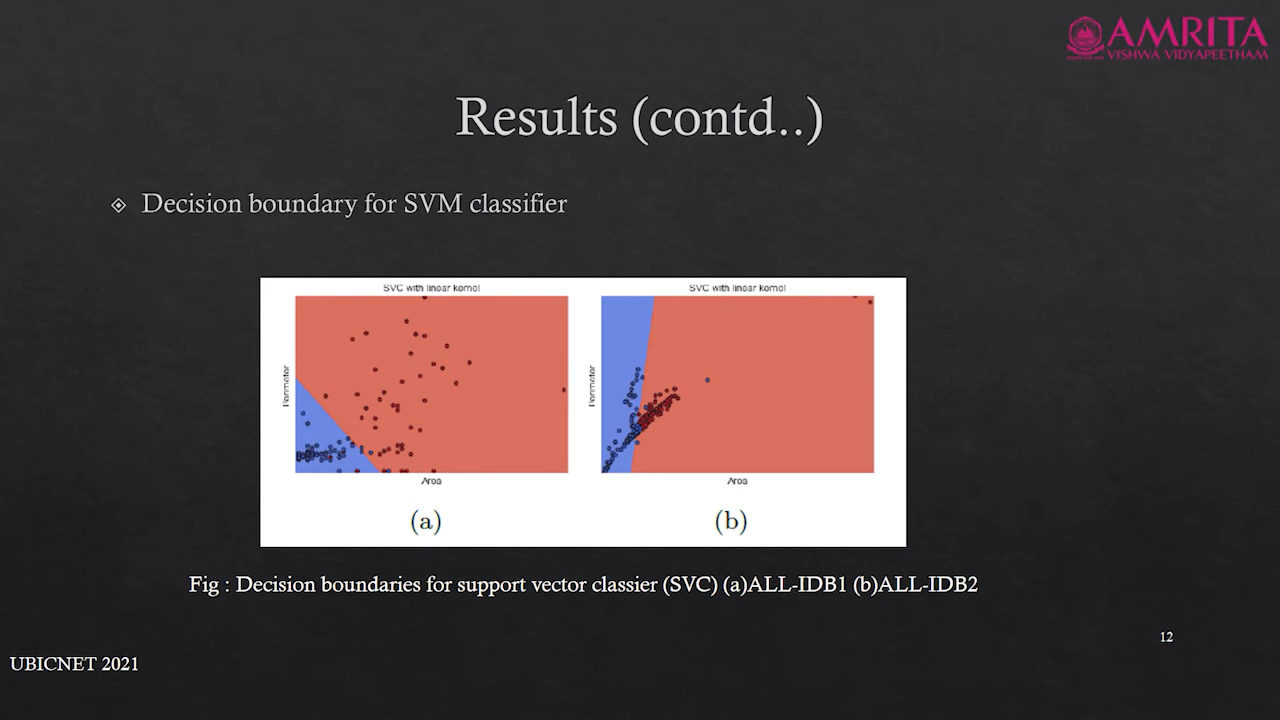 AMRITA
VISHWA VIDYAPEETHAM
Results (contd..)
Decision boundary for SVM classifier
SVC with linear kernel
SVC with linear kernel
Perimeter
Perimeter
Area
Area
(a)
(b)
Fig : Decision boundaries for support vector classier (SVC) (a)ALL-IDB1 (b)ALL-IDB2
12
UBICNET 2021